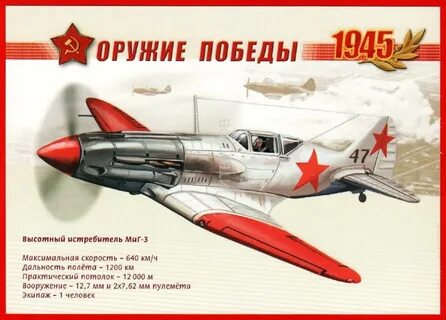 ОРУЖИЕ ПОБЕДЫ
1945
47
Высотный истребитель МиГ-3
Максимальная скорость – 640 км/ч
Дальность полёта – 1200 км
Практический потолок – 12 000 м
Вооружение – 12,7 мм и 2х7,62 мм пулемёта
Экипаж – 1 человек